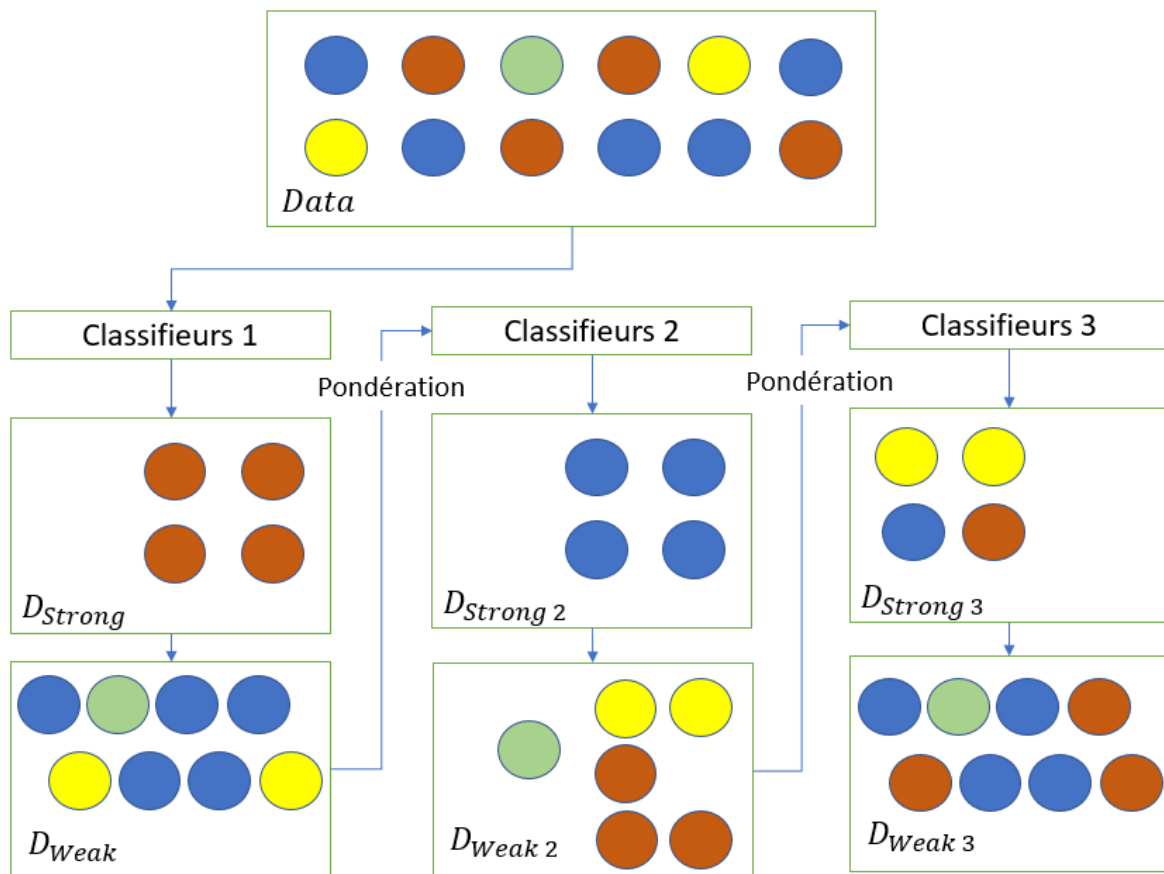 Data
Classifieurs 1
Classifieurs 2
Classifieurs 3
Pondération
Pondération
D_Strong
D_Strong 2
D_Strong 3
D_Weak
D_Weak 2
D_Weak 3